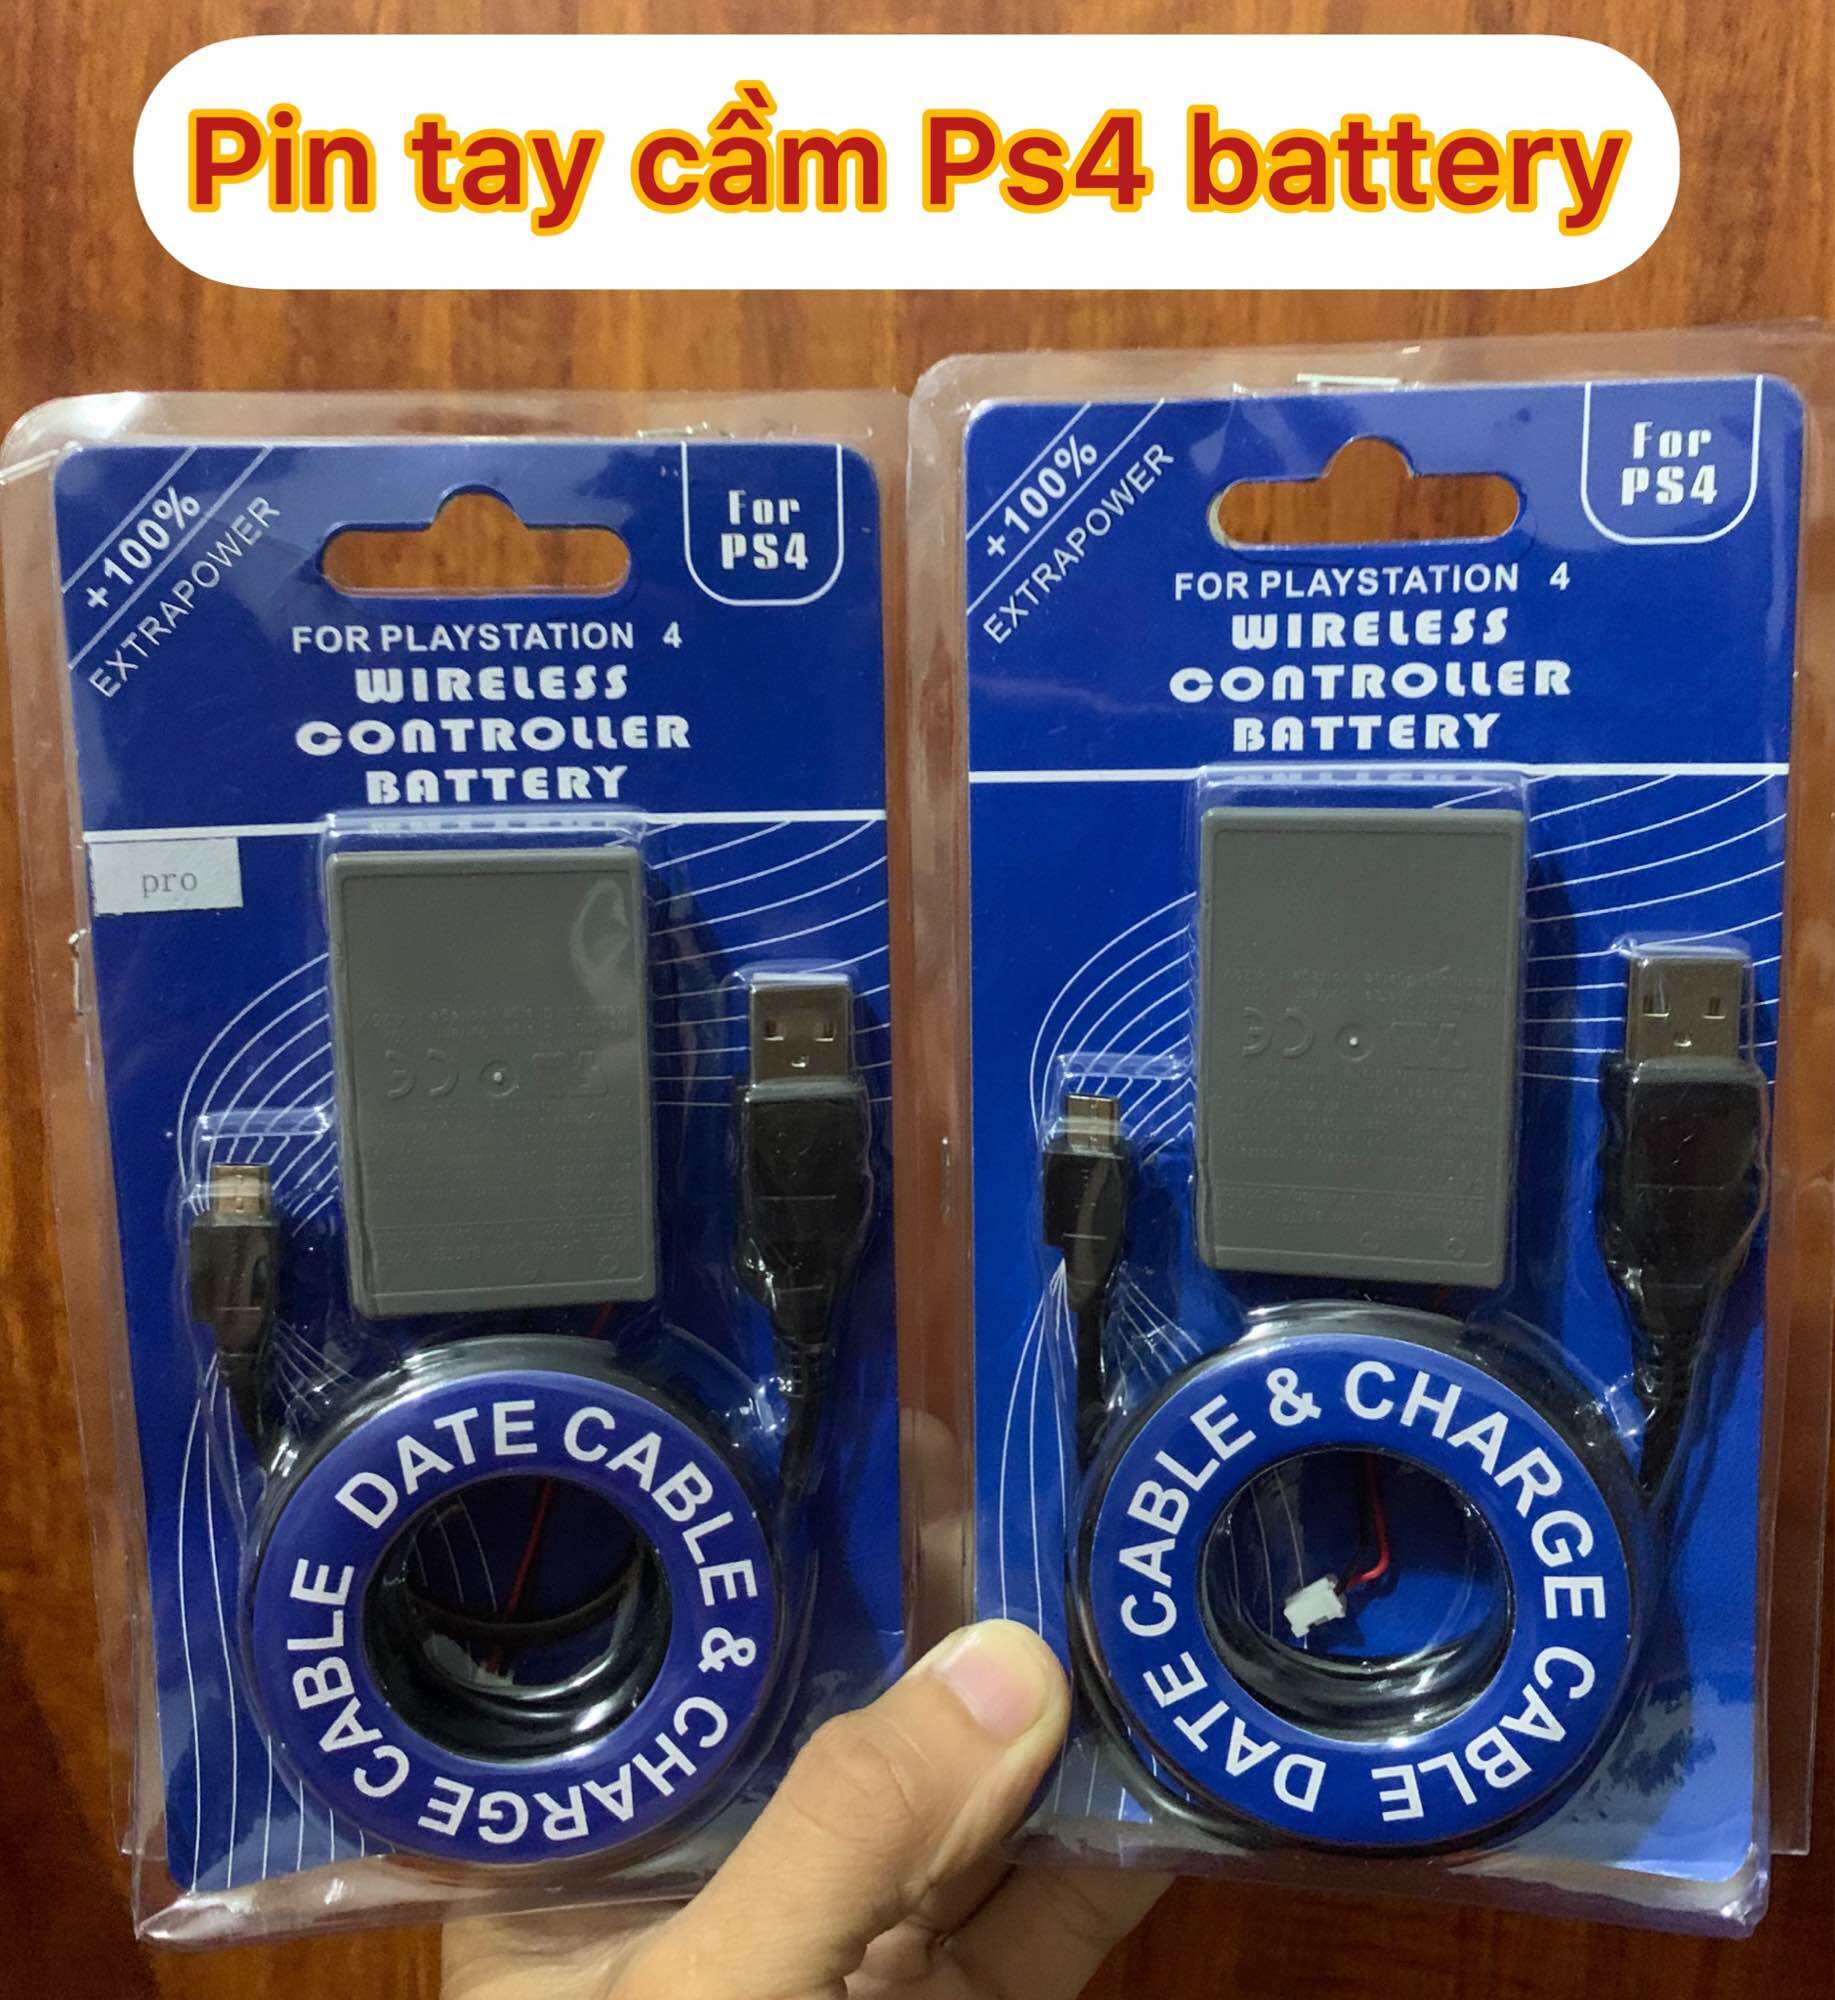 Pin tay cầm Ps4 battery
+100%
EXTRAPOWER
For
PS4
FOR PLAYSTATION 4
WIRELESS
CONTROLLER
BATTERY
pro
DATE CABLE & CHARGE CABLE
+100%
EXTRAPOWER
For
PS4
FOR PLAYSTATION 4
WIRELESS
CONTROLLER
BATTERY
DATE CABLE & CHARGE CABLE